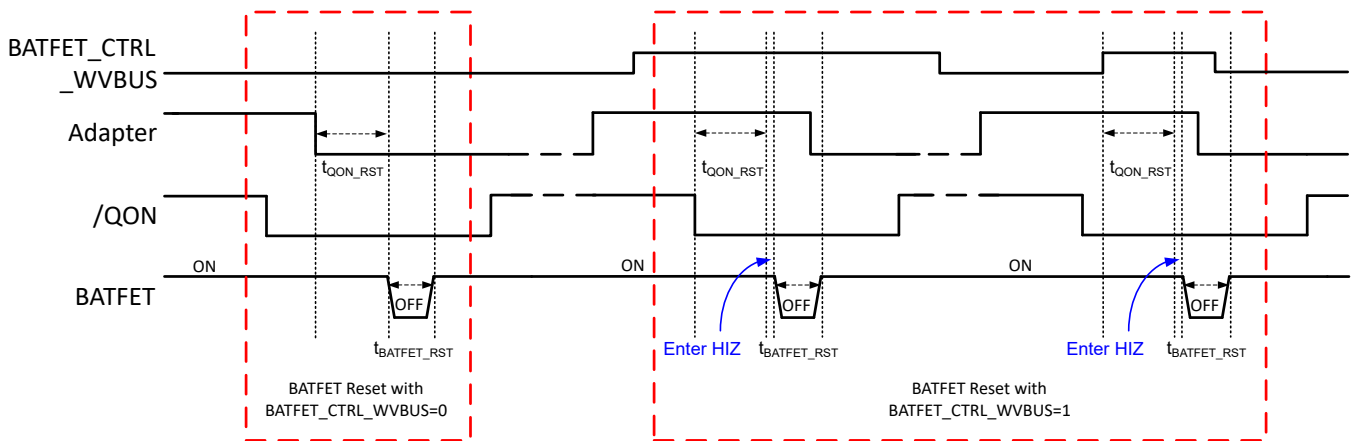 BATFET_CTRL
_WVBUS
Adapter
tQON_RST
tQON_RST
tQON_RST
/QON
ON
ON
ON
BATFET
OFF
OFF
OFF
Enter HIZ
Enter HIZ
tBATFET_RST
tBATFET_RST
tBATFET_RST
BATFET Reset with
BATFET_CTRL_WVBUS=0
BATFET Reset with
BATFET_CTRL_WVBUS=1